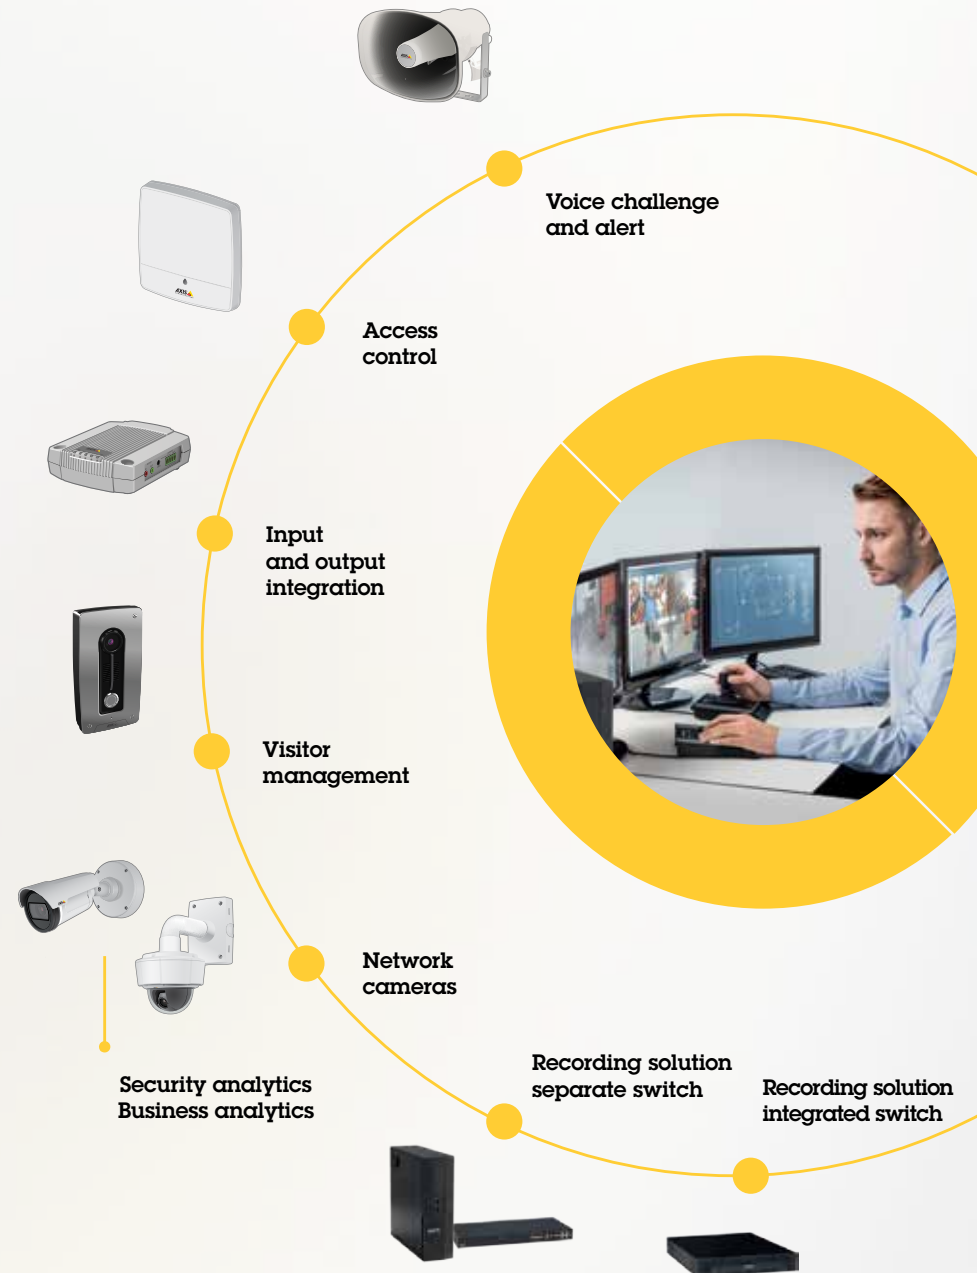 Voice challenge
and alert
AXIS
Access
control
Input
and output
integration
Visitor
management
Network
cameras
Security analytics
Business analytics
Recording solution
separate switch
Recording solution
integrated switch